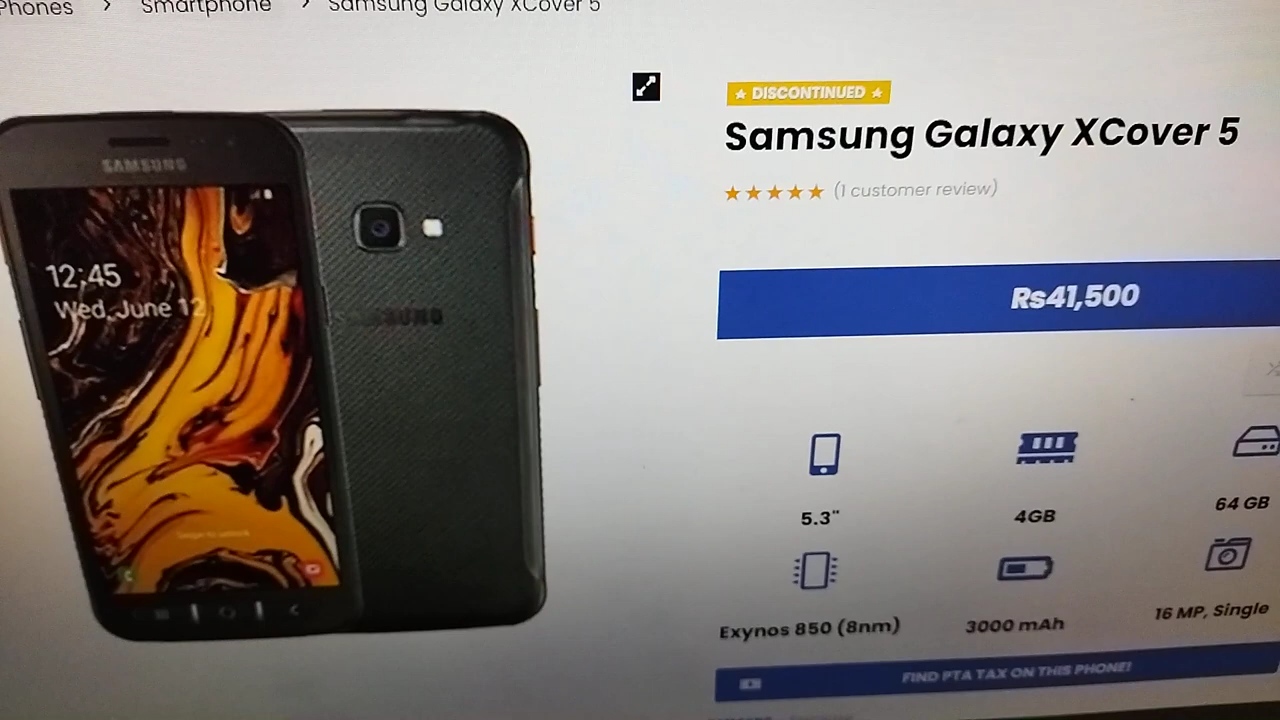 Phones > Smartphone > Samsung Galaxy XCover 5
DISCONTINUED
Samsung Galaxy XCover 5
(1 customer review)
Rs41,500
SAMSUNG
12:45
Wed, June 12
SAMSUNG
5.3"
4GB
64 GB
Exynos 850 (8nm)
3000 mAh
16 MP, Single
FIND PTA TAX ON THIS PHONE!